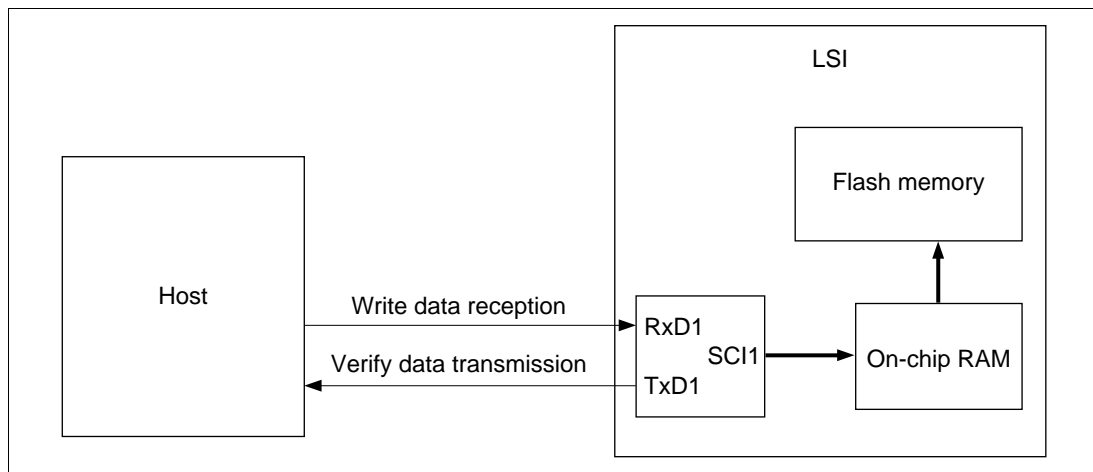 LSI
Flash memory
Host
Write data reception
RxD1
SCI1
On-chip RAM
Verify data transmission
TxD1